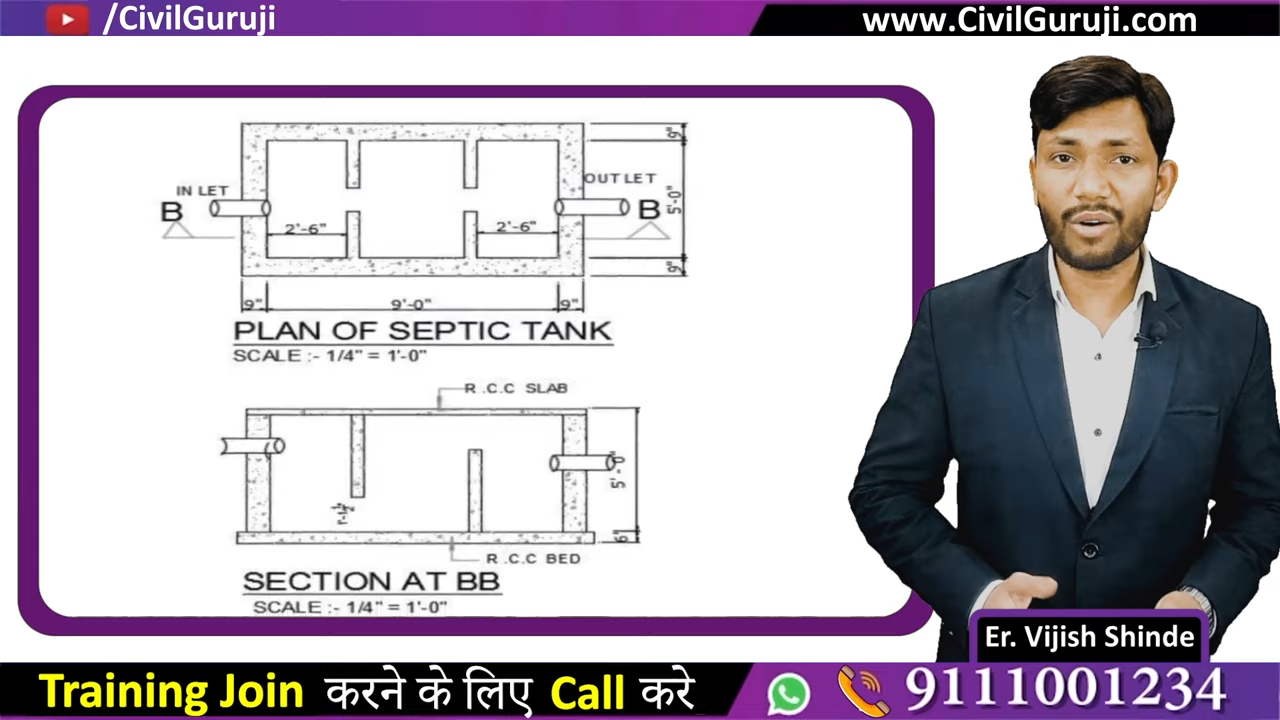 /CivilGuruji
www.CivilGuruji.com
IN LET
OUTLET
B
B
2'-6"
2'-6"
9"
5'-0"
9"
9"
9'-0"
9"
PLAN OF SEPTIC TANK
SCALE :- 1/4" = 1'-0"
R .C.C SLAB
5'-0"
6"
R .C.C BED
SECTION AT BB
SCALE :- 1/4" = 1'-0"
Er. Vijish Shinde
Training Join करने के लिए Call करे
9111001234